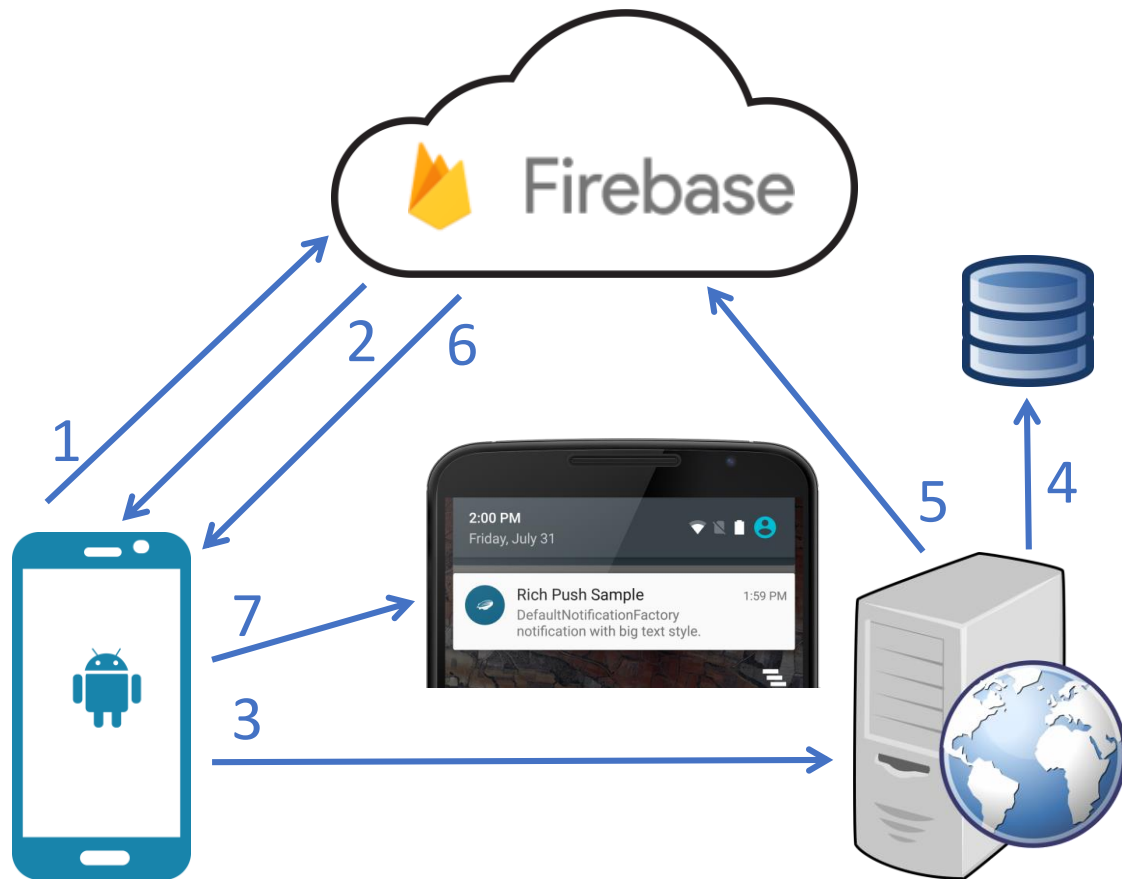 Firebase
2
6
1
5
4
2:00 PM
Friday, July 31
Rich Push Sample
1:59 PM
DefaultNotificationFactory
notification with big text style.
7
3